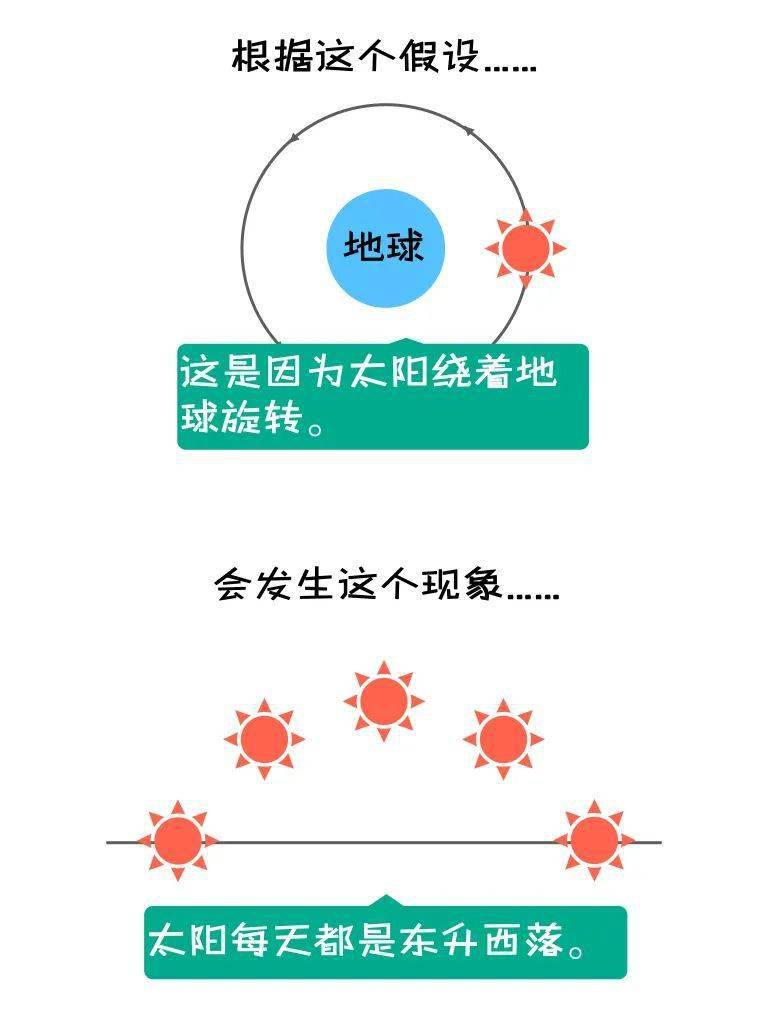 根据这个假设……
地球
这是因为太阳绕着地
球旋转。
会发生这个现象……
太阳每天都是东升西落。